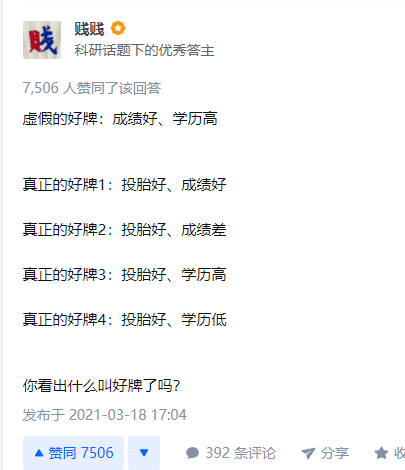 贱
贱贱
科研话题下的优秀答主
7,506 人赞同了该回答
虚假的好牌：成绩好、学历高
真正的好牌1：投胎好、成绩好
真正的好牌2：投胎好、成绩差
真正的好牌3：投胎好、学历高
真正的好牌4：投胎好、学历低
你看出什么叫好牌了吗?
发布于 2021-03-18 17:04
赞同 7506
392 条评论
分享
收